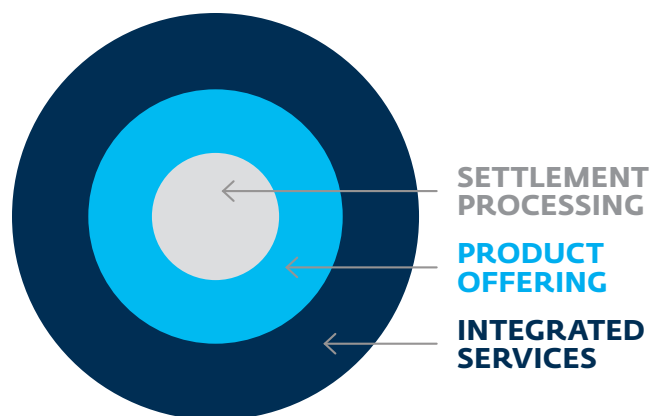 SETTLEMENT
PROCESSING
PRODUCT
OFFERING
INTEGRATED
SERVICES